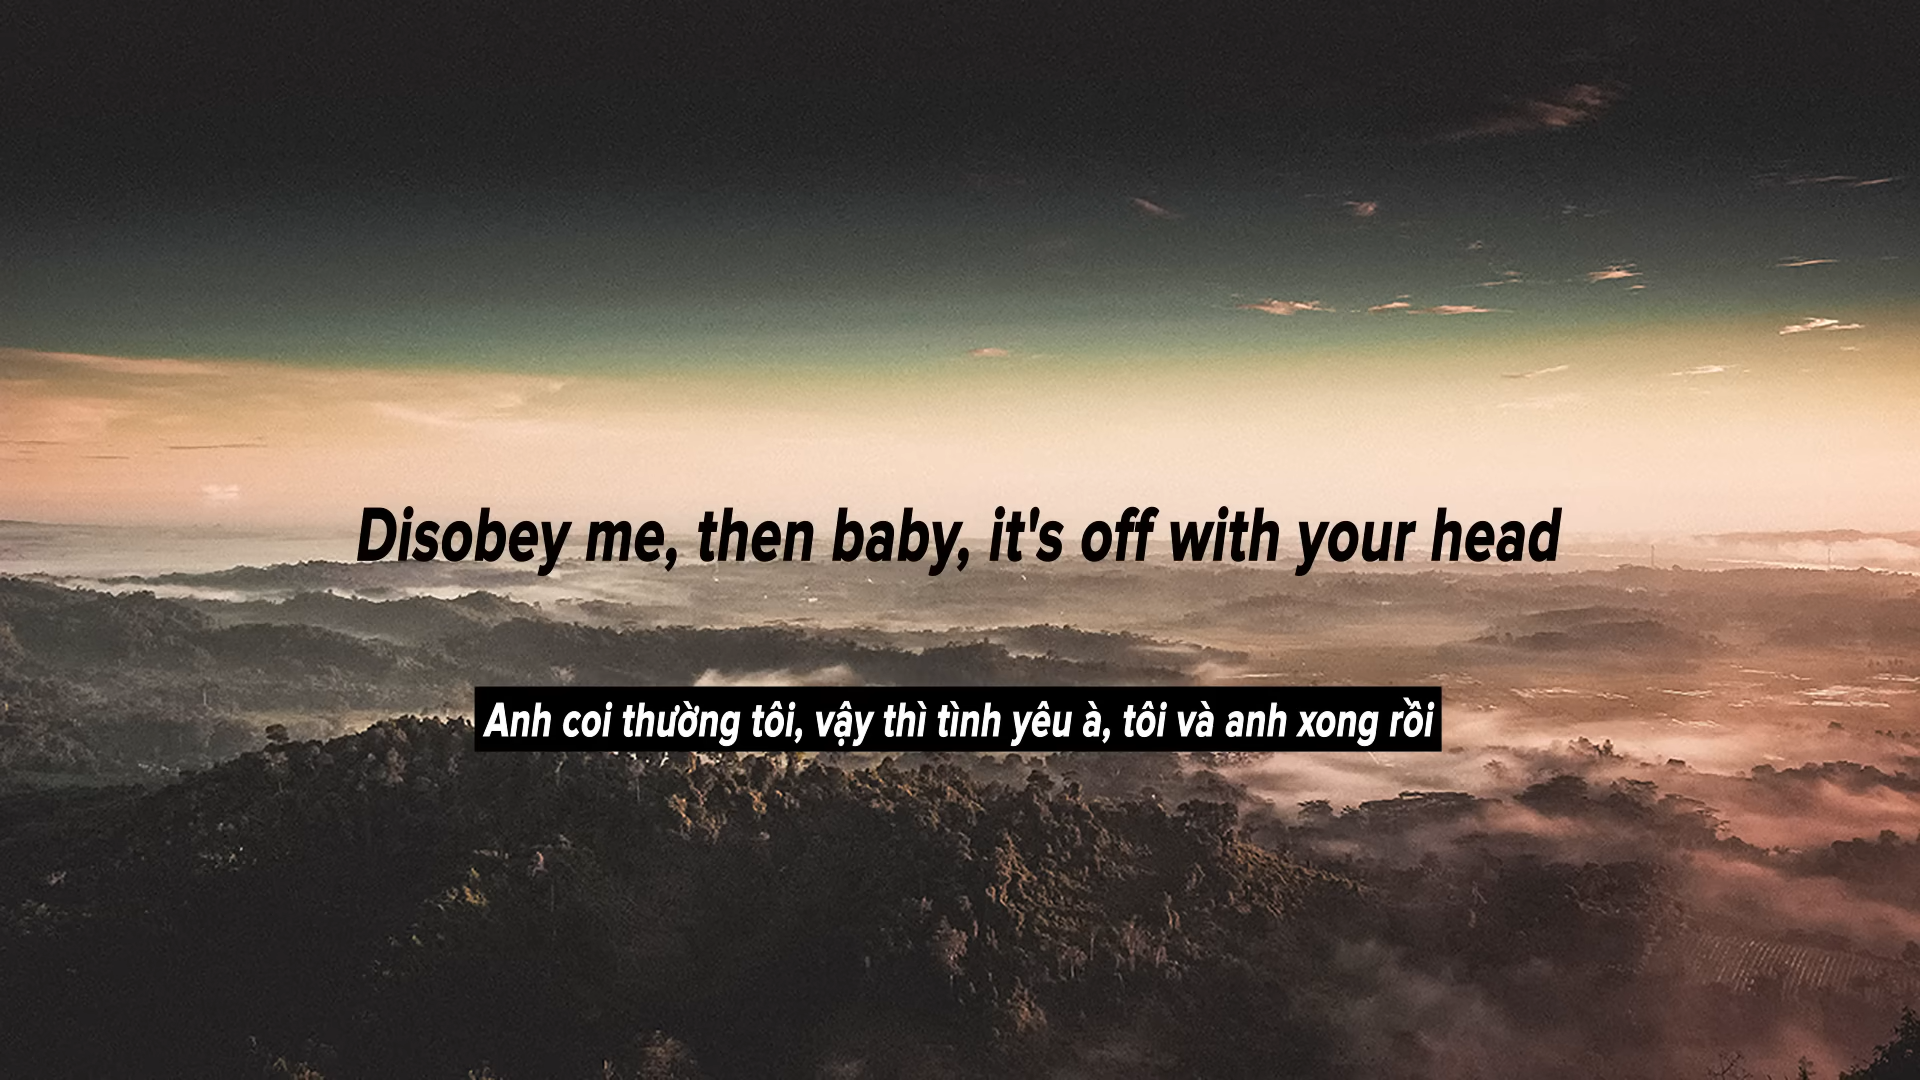 Disobey me, then baby, it's off with your head
Anh coi thường tôi, vậy thì tình yêu à, tôi và anh xong rồi